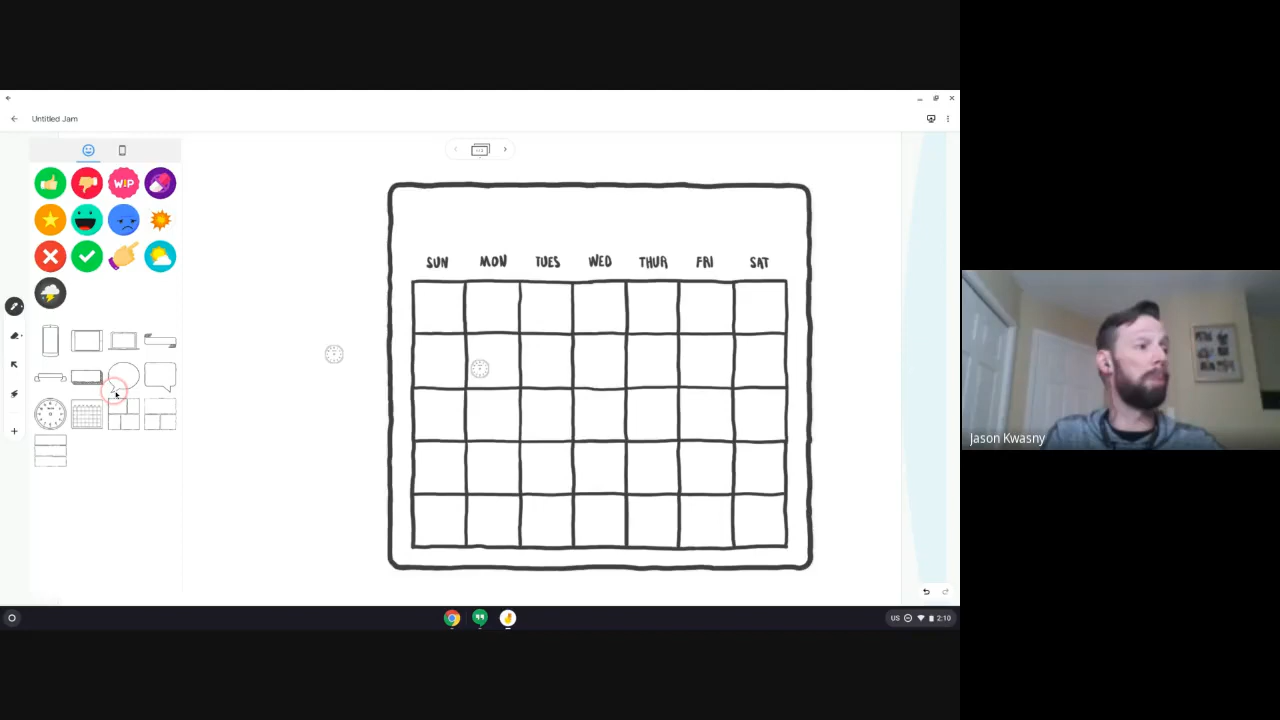 Untitled Jam
W!P
SUN MON TUES WED THUR FRI SAT
Jason Kwasny
US 2:10